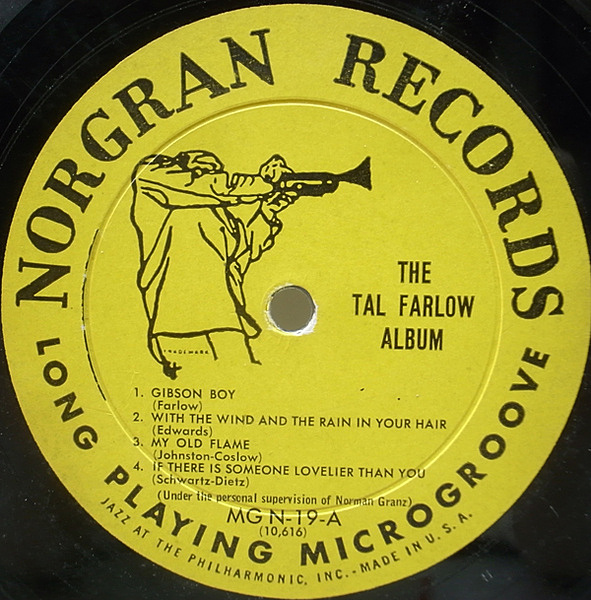 NORGRAN RECORDS
TRADEMARK
THE
TAL FARLOW
ALBUM
1. GIBSON BOY
(Farlow)
2. WITH THE WIND AND THE RAIN IN YOUR HAIR
(Edwards)
3. MY OLD FLAME
(Johnston-Coslow)
4. IF THERE IS SOMEONE LOVELIER THAN YOU
(Schwartz-Dietz)
(Under the personal supervision of Norman Granz)
MG N-19-A
(10,616)
LONG PLAYING MICROGROOVE
JAZZ AT THE PHILHARMONIC, INC.-MADE IN U.S.A.